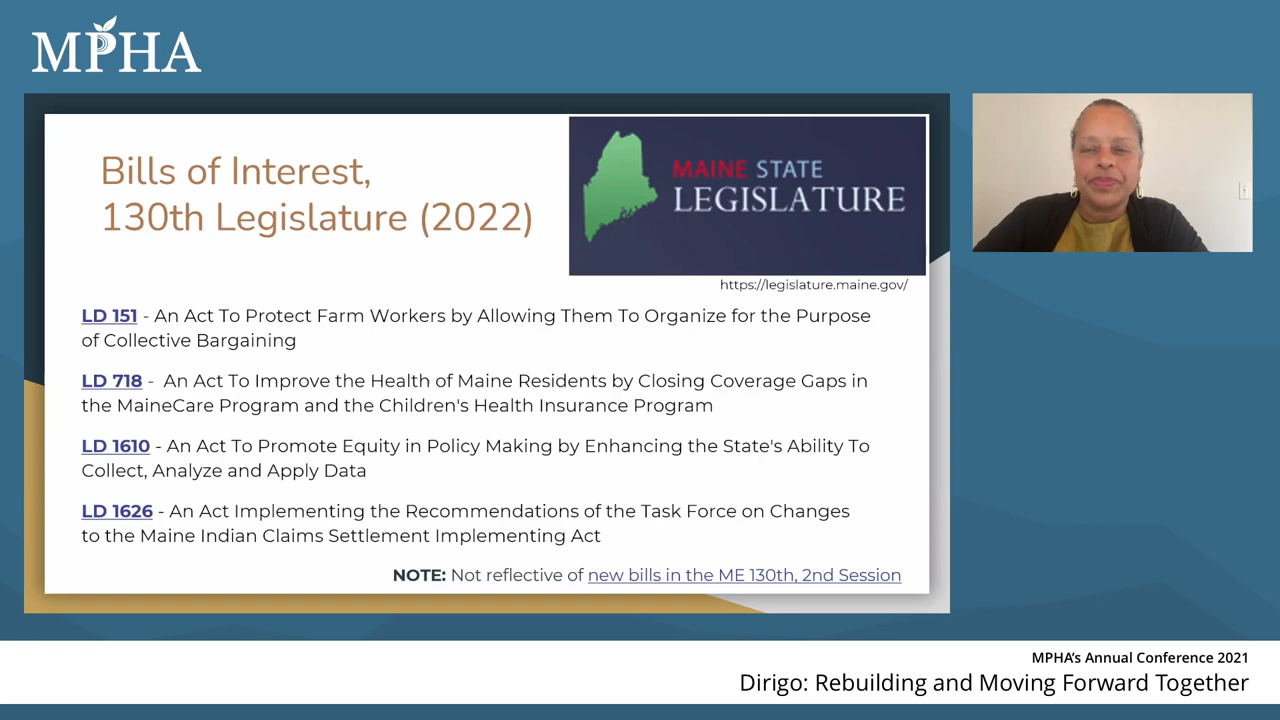 MPHA
Bills of Interest,
130th Legislature (2022)
MAINE STATE
LEGISLATURE
https://legislature.maine.gov/
LD 151 - An Act To Protect Farm Workers by Allowing Them To Organize for the Purpose
of Collective Bargaining
LD 718 - An Act To Improve the Health of Maine Residents by Closing Coverage Gaps in
the MaineCare Program and the Children's Health Insurance Program
LD 1610 - An Act To Promote Equity in Policy Making by Enhancing the State's Ability To
Collect, Analyze and Apply Data
LD 1626 - An Act Implementing the Recommendations of the Task Force on Changes
to the Maine Indian Claims Settlement Implementing Act
NOTE: Not reflective of new bills in the ME 130th, 2nd Session
MPHA's Annual Conference 2021
Dirigo: Rebuilding and Moving Forward Together